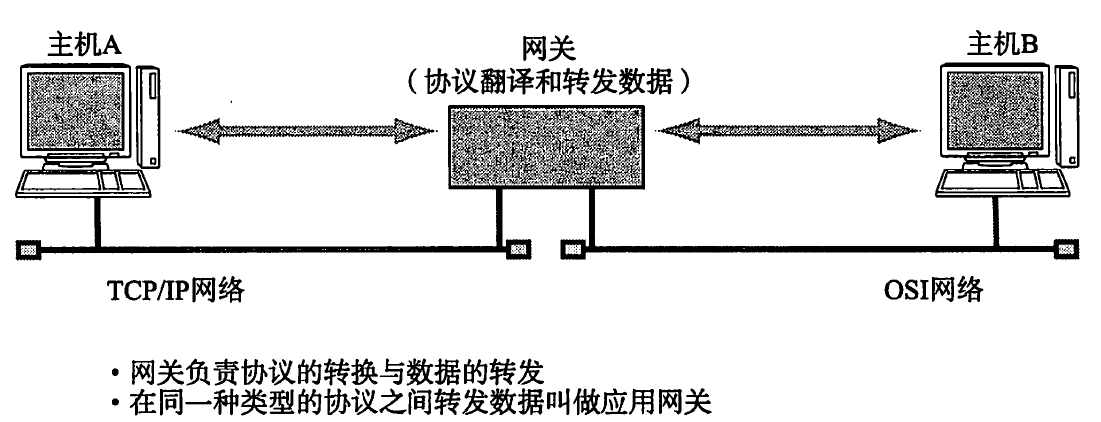 主机A
网关
（协议翻译和转发数据）
主机B
TCP/IP网络
OSI网络
·网关负责协议的转换与数据的转发
·在同一种类型的协议之间转发数据叫做应用网关